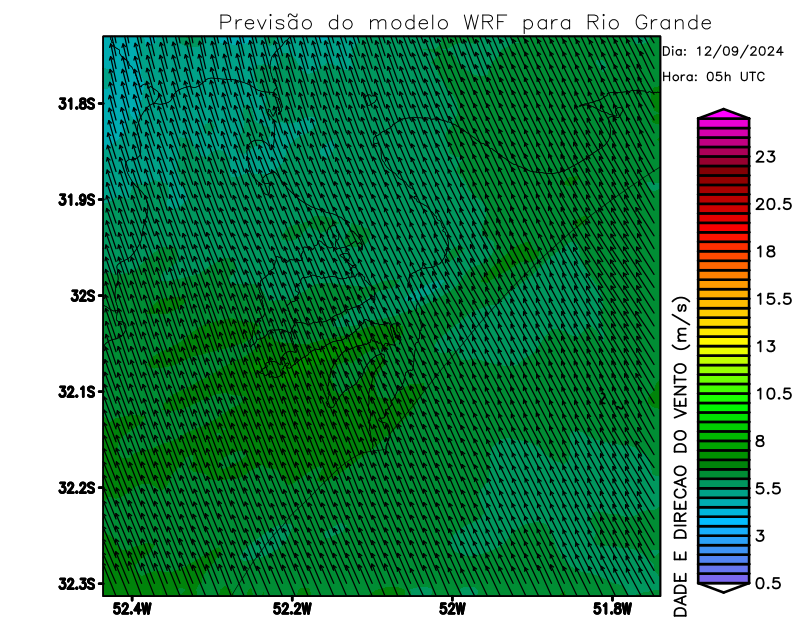 Previsão do modelo WRF para Rio Grande
Dia: 12/09/2024
Hora: 05h UTC
31.8S
31.9S
32S
32.1S
32.2S
32.3S
52.4W
52.2W
52W
51.8W
DADE E DIRECAO DO VENTO (m/s)
23
20.5
18
15.5
13
10.5
8
5.5
3
0.5